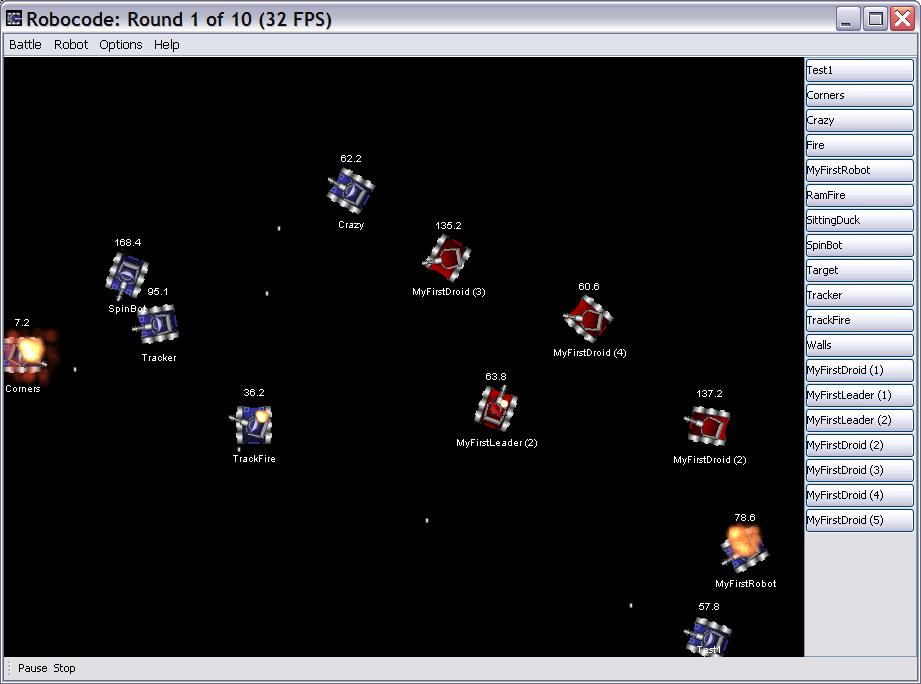 Robocode: Round 1 of 10 (32 FPS)
Battle Robot Options Help
62.2
Crazy
135.2
MyFirstDroid (3)
168.4
SpinBot
95.1
Tracker
60.6
MyFirstDroid (4)
7.2
Corners
36.2
TrackFire
63.8
MyFirstLeader (2)
137.2
MyFirstDroid (2)
78.6
MyFirstRobot
57.8
Test1
Test1
Corners
Crazy
Fire
MyFirstRobot
RamFire
SittingDuck
SpinBot
Target
Tracker
TrackFire
Walls
MyFirstDroid (1)
MyFirstLeader (1)
MyFirstLeader (2)
MyFirstDroid (2)
MyFirstDroid (3)
MyFirstDroid (4)
MyFirstDroid (5)
Pause Stop